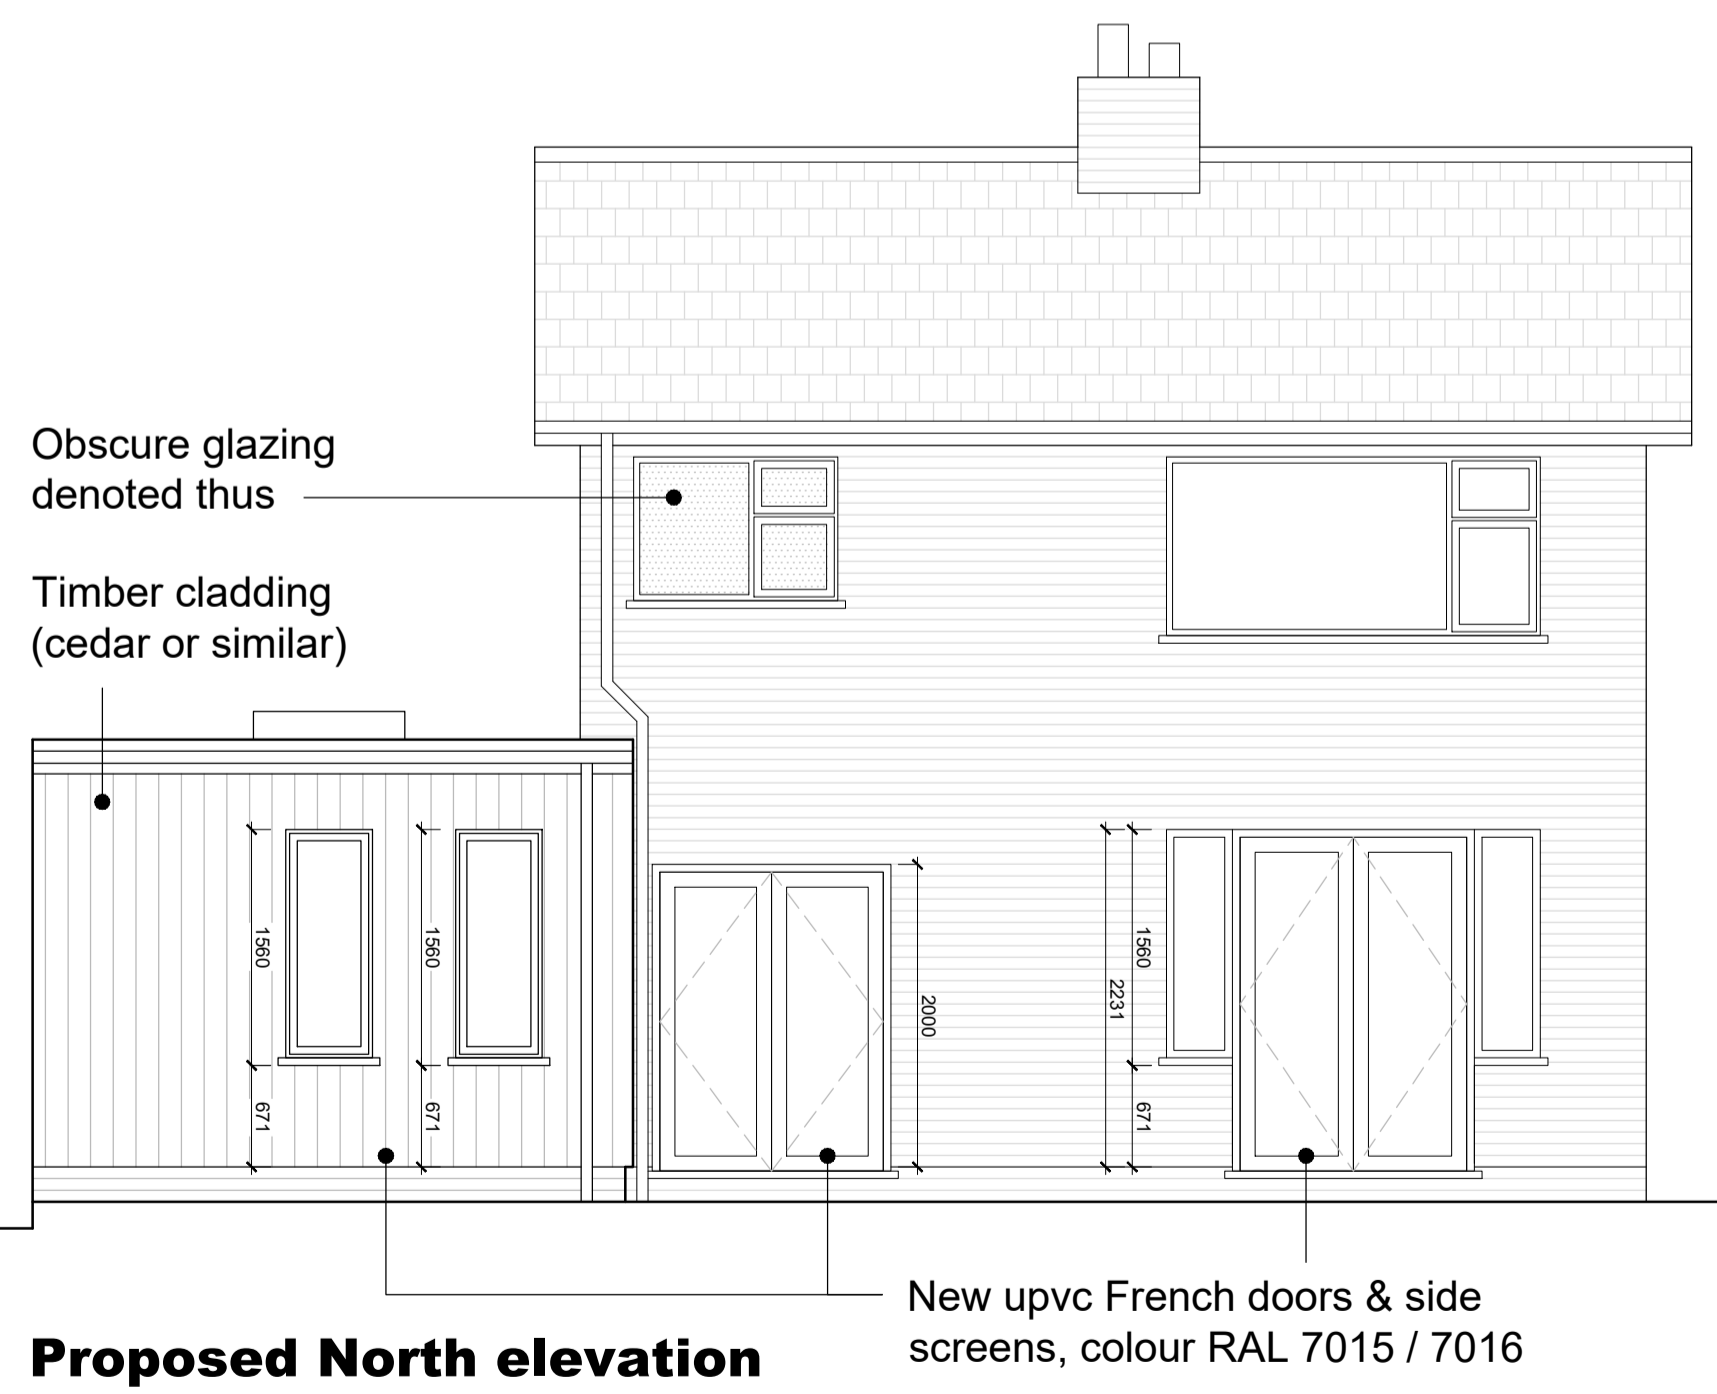 Obscure glazing
denoted thus
Timber cladding
(cedar or similar)
1560
671
1560
671
2000
2231
1560
671
New upvc French doors & side
screens, colour RAL 7015 / 7016
Proposed North elevation